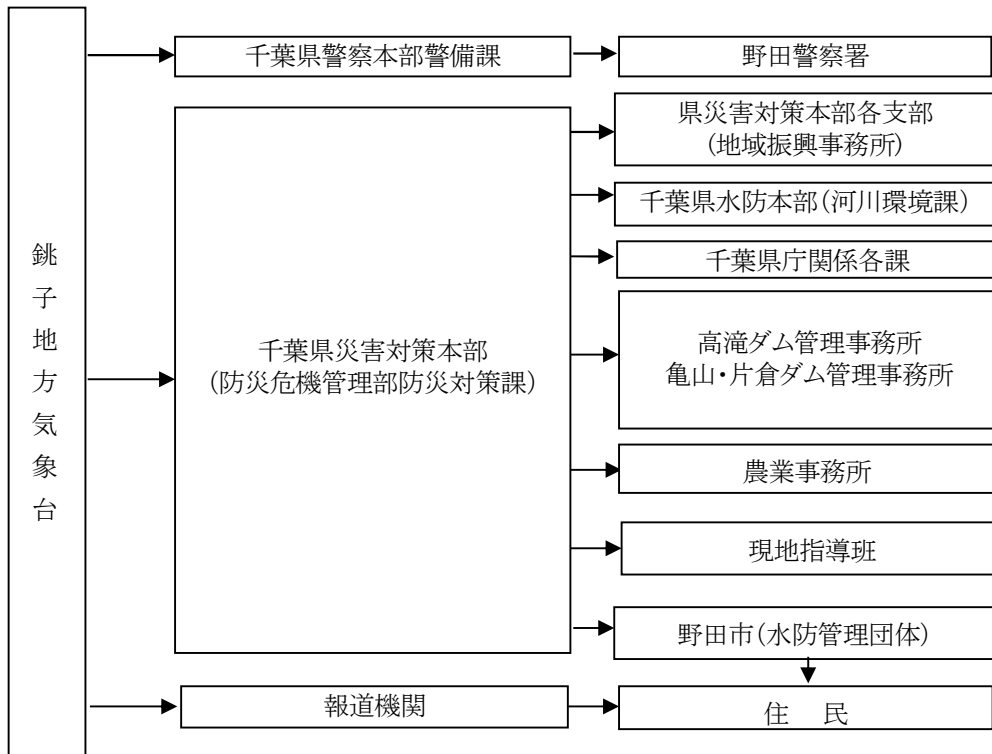 銚子地方気象台
千葉県警察本部警備課
野田警察署
千葉県災害対策本部
（防災危機管理部防災対策課）
県災害対策本部各支部
（地域振興事務所）
千葉県水防本部（河川環境課）
千葉県庁関係各課
高滝ダム管理事務所
亀山・片倉ダム管理事務所
農業事務所
現地指導班
野田市（水防管理団体）
報道機関
住　民